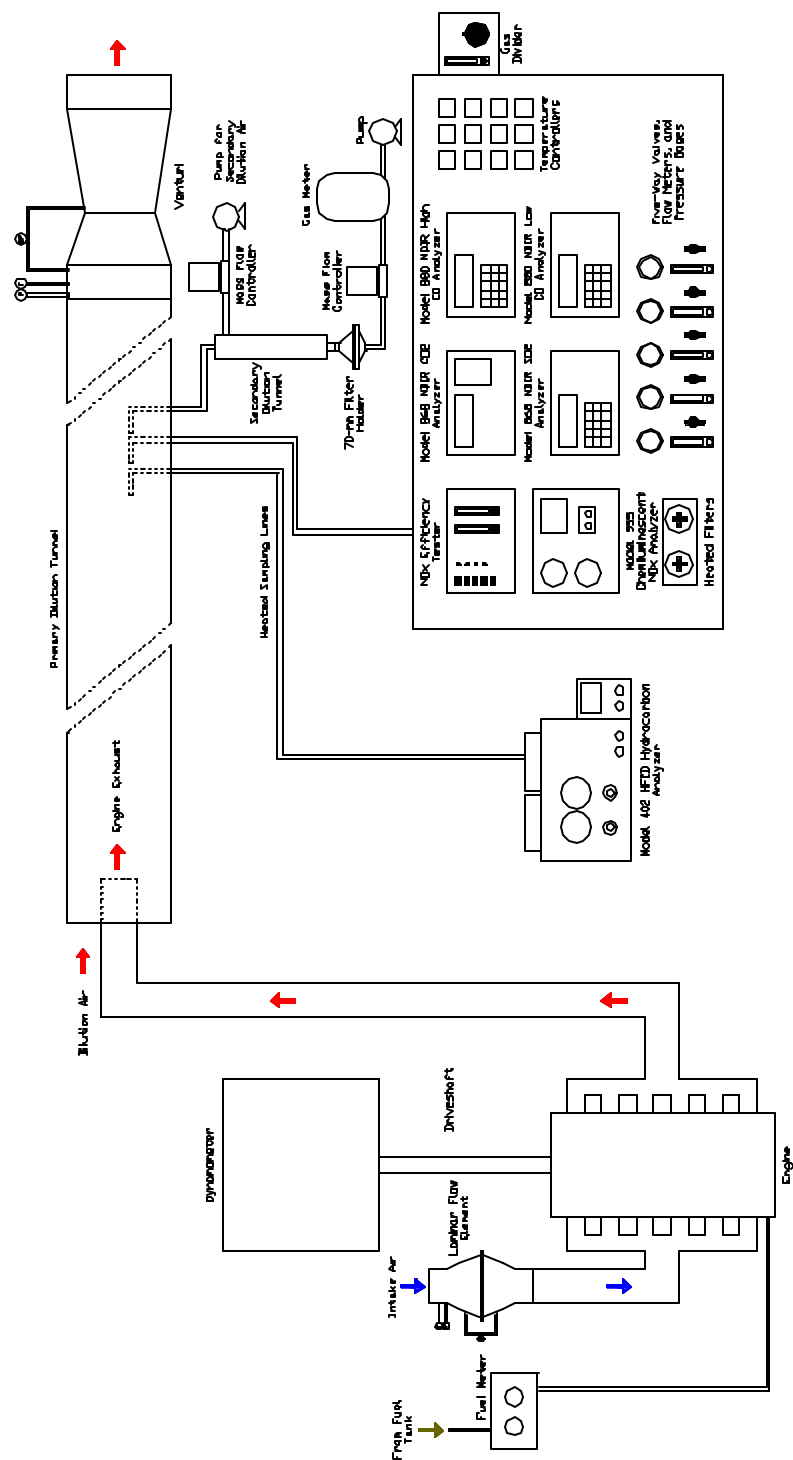 Gas
Divider
Pump for
Secondary
Dilution Air
Pump
Venturi
Gas Meter
Temperature
Controllers
Five-Way Valves,
Flow Meters, and
Pressure Gages
Mass Flow
Controller
Mass Flow
Controller
Model 880 NDIR High
CO Analyzer
Model 880 NDIR Low
CO Analyzer
Secondary
Dilution
Tunnel
70-mm Filter
Holder
Model 868 NDIR CO2
Analyzer
Model 868 NDIR CO2
Analyzer
Primary Dilution Tunnel
Heated Sampling Lines
NOx Efficiency
Tester
Model 955
Chemiluminescent
NOx Analyzer
Heated Filters
Engine Exhaust
Model 402 HFID Hydrocarbon
Analyzer
Dilution Air
Dynamometer
Driveshaft
Engine
Laminar Flow
Element
Intake Air
Fuel Meter
From Fuel
Tank